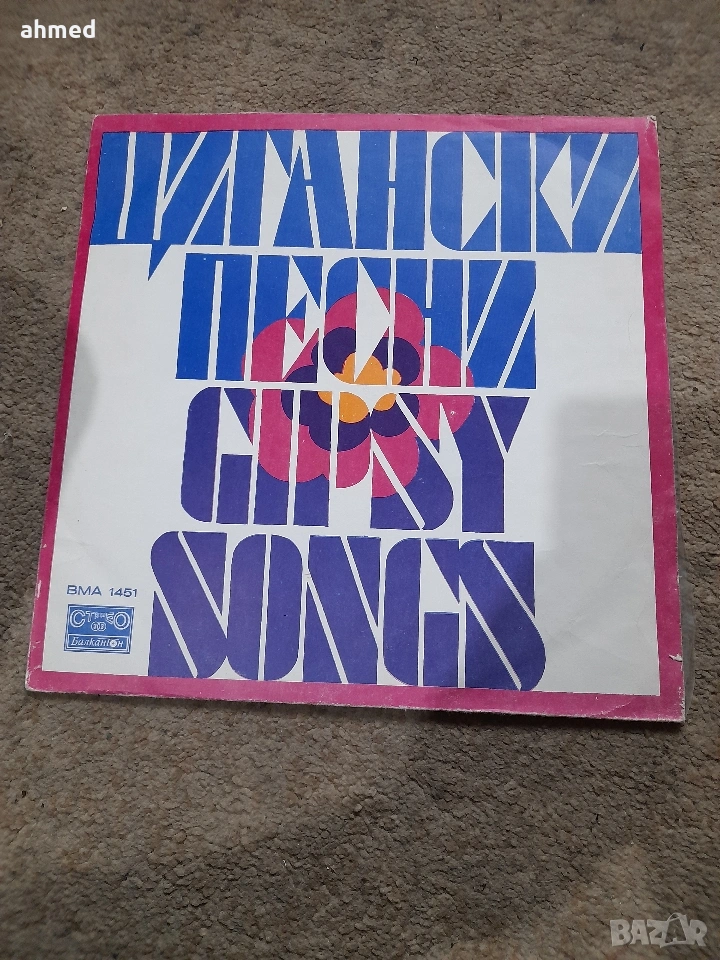 ahmed
ЦИГАНСКИ
ПЕСНИ
GIPSY
SONGS
ВМА 1451
СТЕРЕО
Балкантон
BAZAR